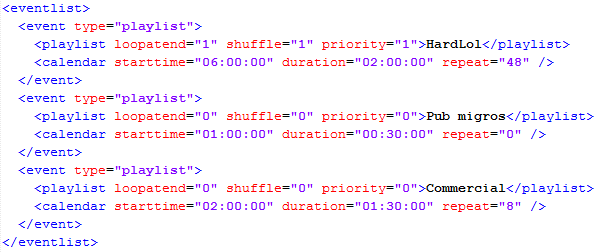 <eventlist>
<event type="playlist">
<playlist loopatend="1" shuffle="1" priority="1">HardLol</playlist>
<calendar starttime="06:00:00" duration="02:00:00" repeat="48" />
</event>
<event type="playlist">
<playlist loopatend="0" shuffle="0" priority="0">Pub migros</playlist>
<calendar starttime="01:00:00" duration="00:30:00" repeat="0" />
</event>
<event type="playlist">
<playlist loopatend="0" shuffle="0" priority="0">Commercial</playlist>
<calendar starttime="02:00:00" duration="01:30:00" repeat="8" />
</event>
</eventlist>